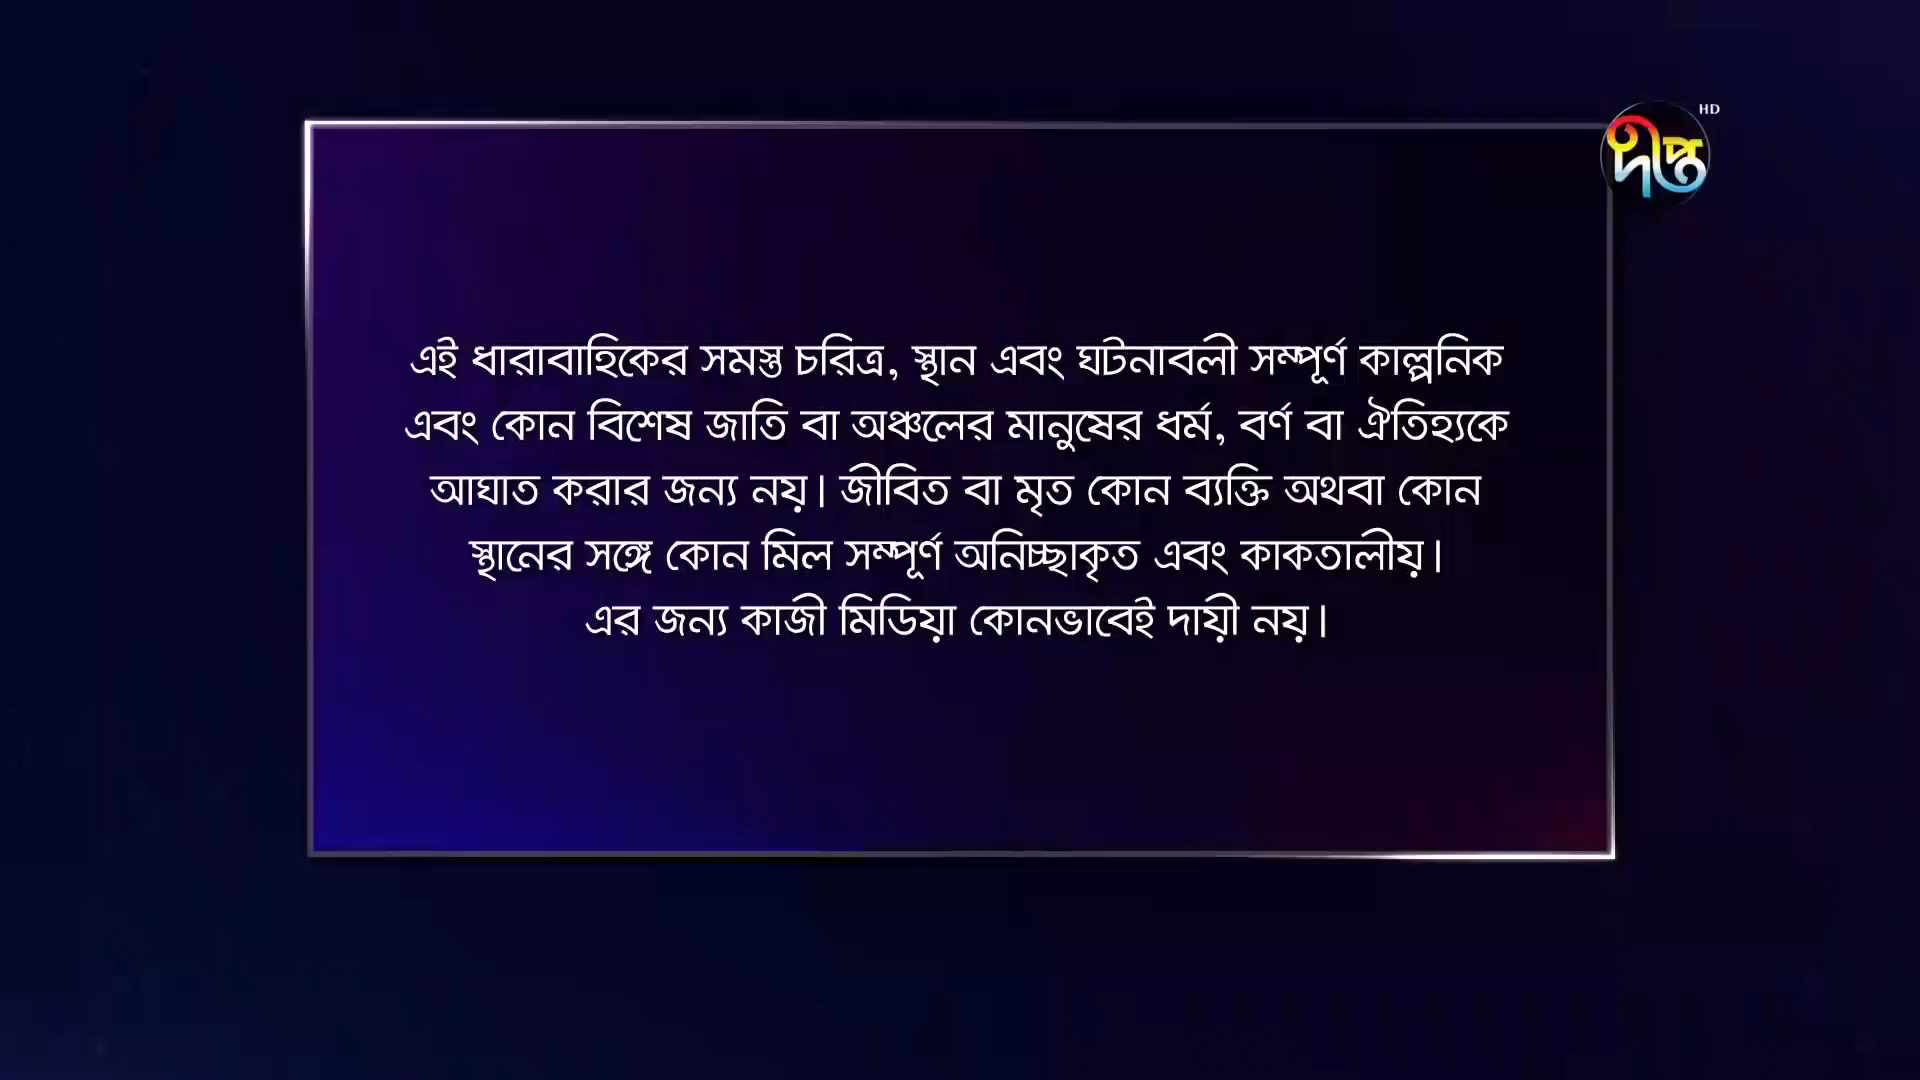 HD
দীপ্ত
এই ধারাবাহিকের সমস্ত চরিত্র, স্থান এবং ঘটনাবলী সম্পূর্ণ কাল্পনিক
এবং কোন বিশেষ জাতি বা অঞ্চলের মানুষের ধর্ম, বর্ণ বা ঐতিহ্যকে
আঘাত করার জন্য নয়। জীবিত বা মৃত কোন ব্যক্তি অথবা কোন
স্থানের সঙ্গে কোন মিল সম্পূর্ণ অনিচ্ছাকৃত এবং কাকতালীয়।
এর জন্য কাজী মিডিয়া কোনভাবেই দায়ী নয়।